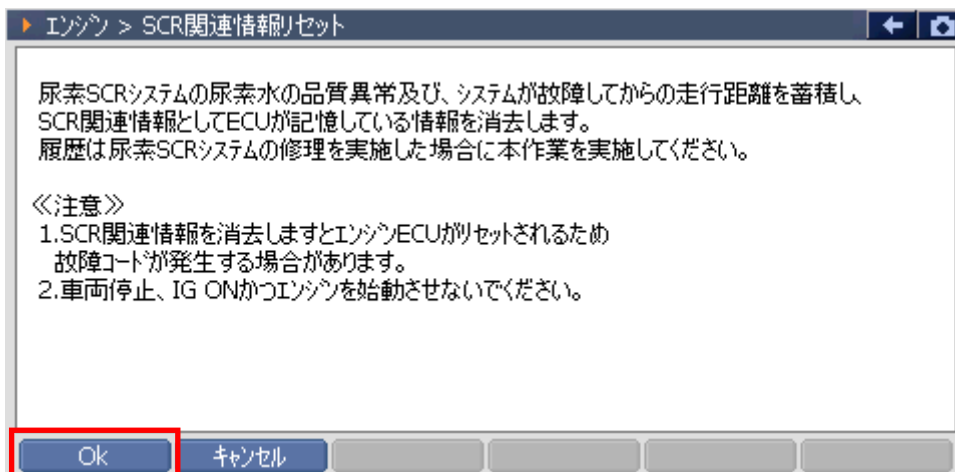 エンジン > SCR関連情報リセット
尿素SCRシステムの尿素水の品質異常及び、システムが故障してからの走行距離を蓄積し、
SCR関連情報としてECUが記憶している情報を消去します。
履歴は尿素SCRシステムの修理を実施した場合に本作業を実施してください。
≪注意≫
1.SCR関連情報を消去しますとエンジンECUがリセットされるため
故障コードが発生する場合があります。
2.車両停止、IG ONかつエンジンを始動させないでください。
Ok キャンセル